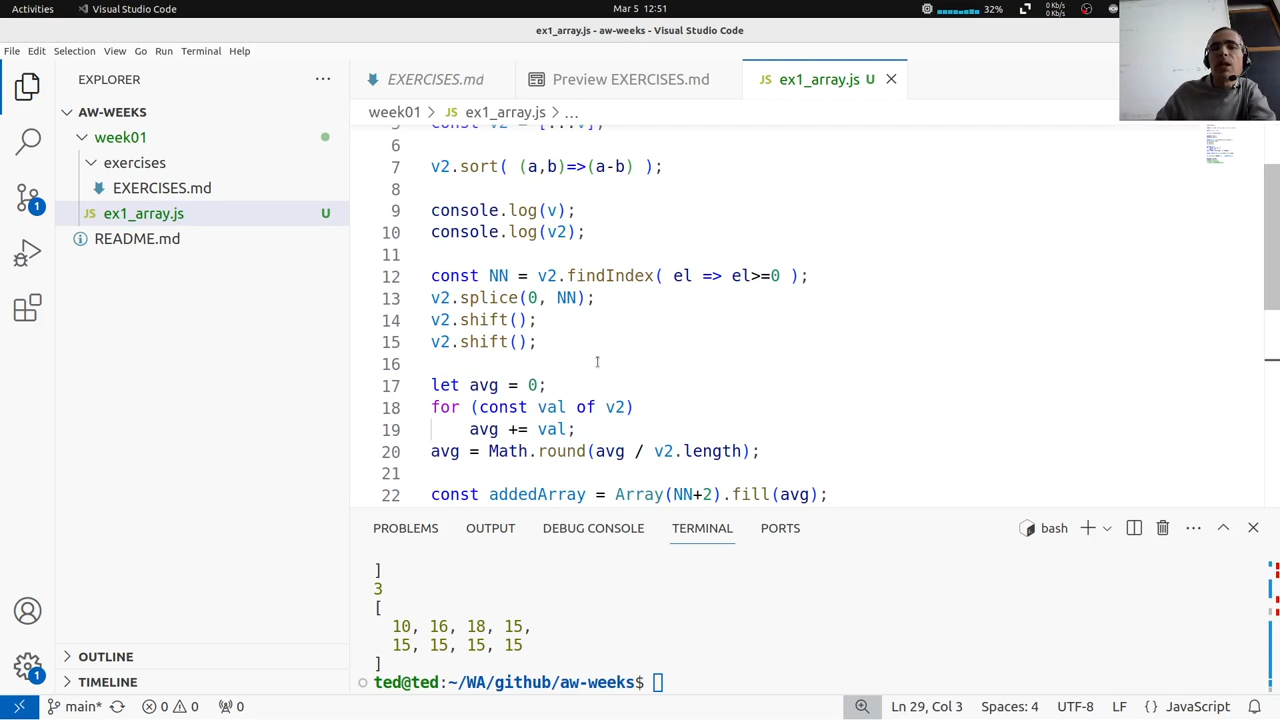 Activities
Visual Studio Code
Mar 5 12:51
32%
0 Kb/s
0 Kb/s
ex1_array.js - aw-weeks - Visual Studio Code
File Edit Selection View Go Run Terminal Help
EXPLORER
AW-WEEKS
week01
exercises
EXERCISES.md
ex1_array.js U
README.md
OUTLINE
TIMELINE
EXERCISES.md
Preview EXERCISES.md
JS ex1_array.js U
week01 > JS ex1_array.js > ...
const v2 = [...v];
6
7 v2.sort( (a,b)=>(a-b) );
8
9 console.log(v);
10 console.log(v2);
11
12 const NN = v2.findIndex( el => el>=0 );
13 v2.splice(0, NN);
14 v2.shift();
15 v2.shift();
16
17 let avg = 0;
18 for (const val of v2)
19 avg += val;
20 avg = Math.round(avg / v2.length);
21
22 const addedArray = Array(NN+2).fill(avg);
PROBLEMS OUTPUT DEBUG CONSOLE TERMINAL PORTS
bash
]
3
[
10, 16, 18, 15,
15, 15, 15, 15
]
ted@ted:~/WA/github/aw-weeks$
main* 0 0 0
Ln 29, Col 3 Spaces: 4 UTF-8 LF {} JavaScript